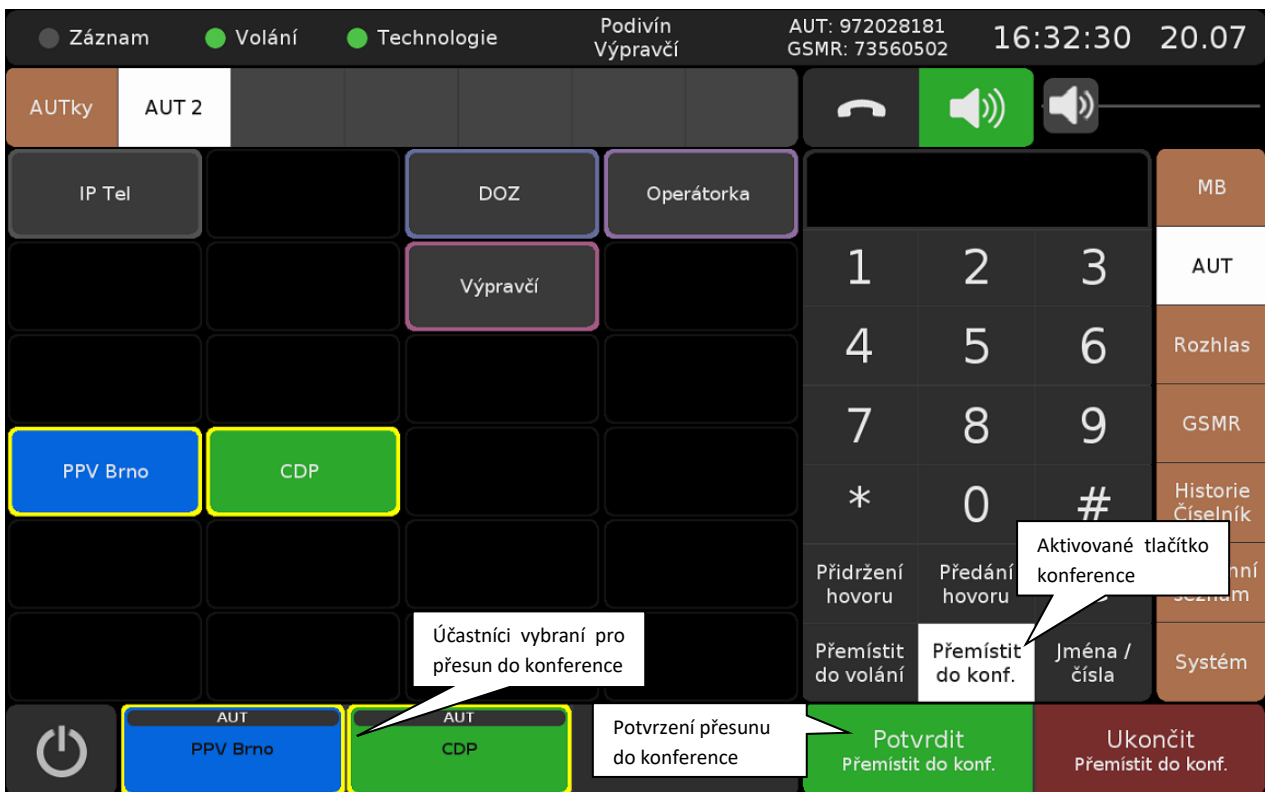 Záznam
Volání
Technologie
Podivín
Výpravčí
AUT: 972028181
GSMR: 73560502
16:32:30
20.07
AUTky
AUT 2
IP Tel
DOZ
Operátorka
MB
Výpravčí
1
2
3
AUT
4
5
6
Rozhlas
7
8
9
GSMR
PPV Brno
CDP
*
0
#
Historie
Číselník
Aktivované tlačítko
konference
Přidržení
hovoru
Předání
hovoru
Účastníci vybraní pro
přesun do konference
Přemístit
do volání
Přemístit
do konf.
Jména /
čísla
Systém
AUT
PPV Brno
AUT
CDP
Potvrzení přesunu
do konference
Potvrdit
Přemístit do konf.
Ukončit
Přemístit do konf.